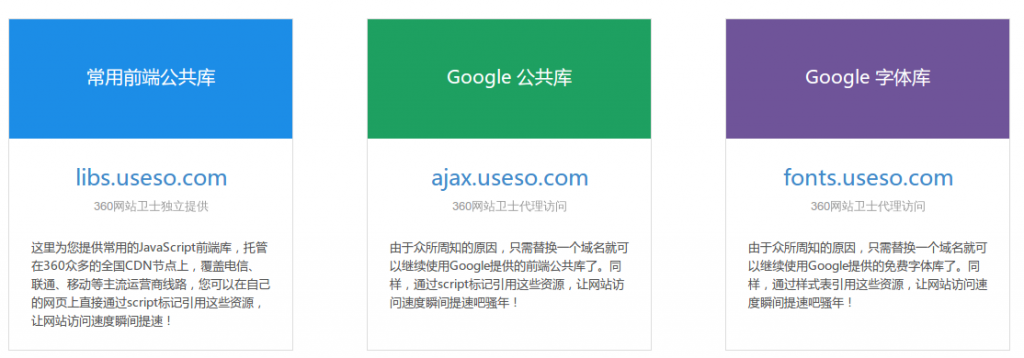 常用前端公共库
libs.useso.com
360网站卫士独立提供
这里为您提供常用的JavaScript前端库，托管
在360众多的全国CDN节点上，覆盖电信、
联通、移动等主流运营商线路，您可以在自己
的网页上直接通过script标记引用这些资源，
让网站访问速度瞬间提速！
Google 公共库
ajax.useso.com
360网站卫士代理访问
由于众所周知的原因，只需替换一个域名就可
以继续使用Google提供的前端公共库了。同
样，通过script标记引用这些资源，让网站访
问速度瞬间提速吧骚年！
Google 字体库
fonts.useso.com
360网站卫士代理访问
由于众所周知的原因，只需替换一个域名就可
以继续使用Google提供的免费字体库了。同
样，通过样式表引用这些资源，让网站访问速
度瞬间提速吧骚年！